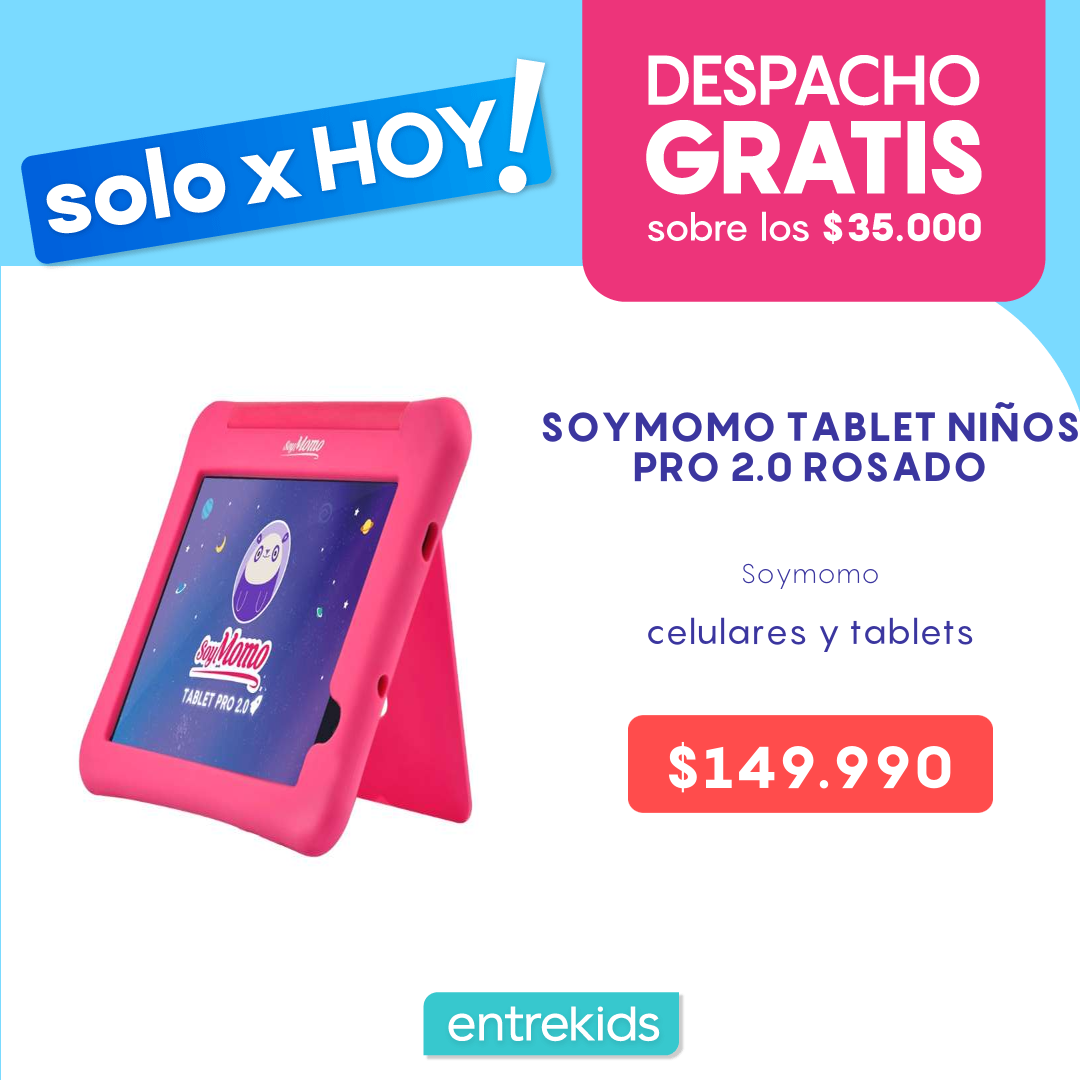 solo x HOY!
DESPACHO
GRATIS
sobre los $35.000
SoyMomo
SoyMomo
TABLET PRO 2.0
SOYMOMO TABLET NIÑOS
PRO 2.0 ROSADO
Soymomo
celulares y tablets
$149.990
entrekids